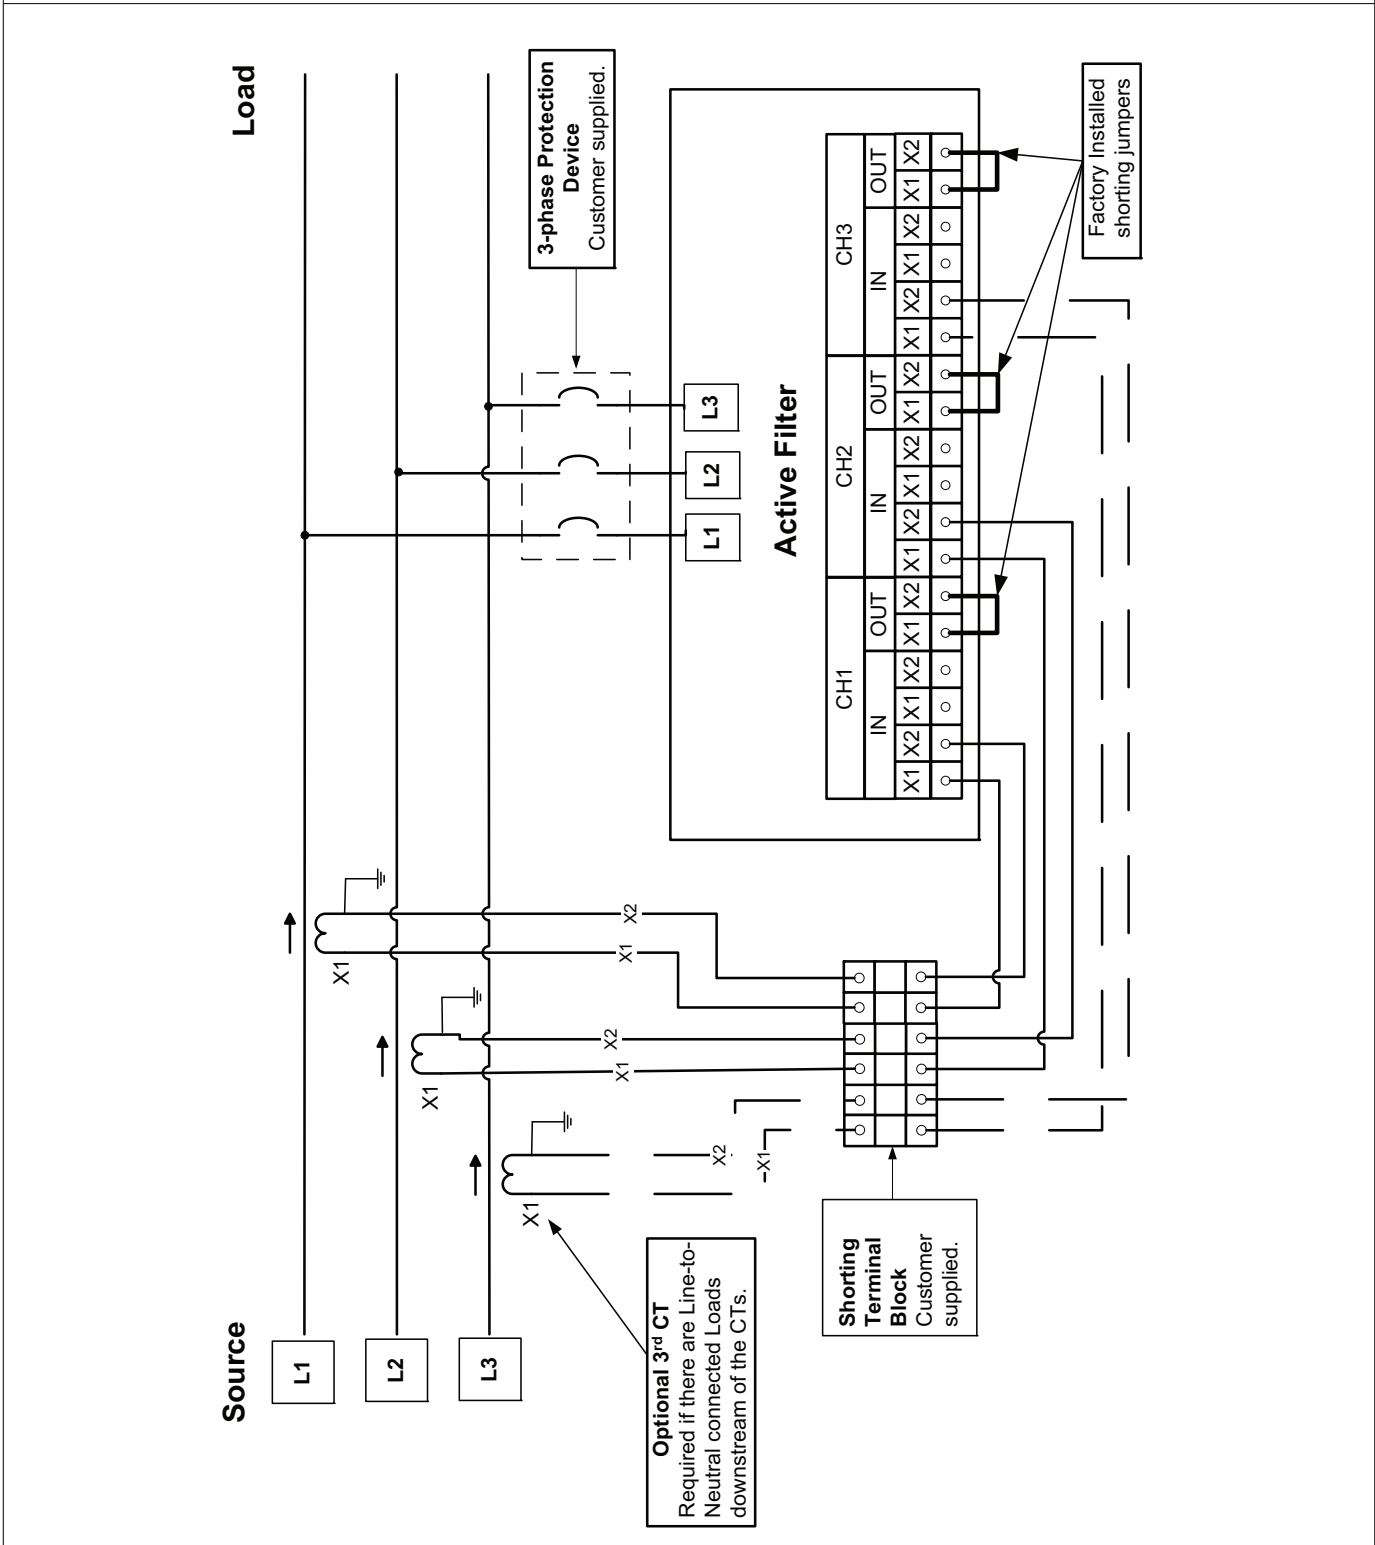 Source
Load
L1
L2
L3
X1
X1
X1
X2
X1
X2
X1
X2
X1
3-phase Protection
Device
Customer supplied.
L1
L2
L3
Optional 3rd CT
Required if there are Line-to-
Neutral connected Loads
downstream of the CTs.
Active Filter
CH1
CH2
CH3
IN
OUT
IN
OUT
IN
OUT
X1 X2 X1 X2 X1 X2 X1 X2 X1 X2 X1 X2 X1 X2 X1 X2 X1 X2
Shorting
Terminal
Block
Customer
supplied.
Factory Installed
shorting jumpers